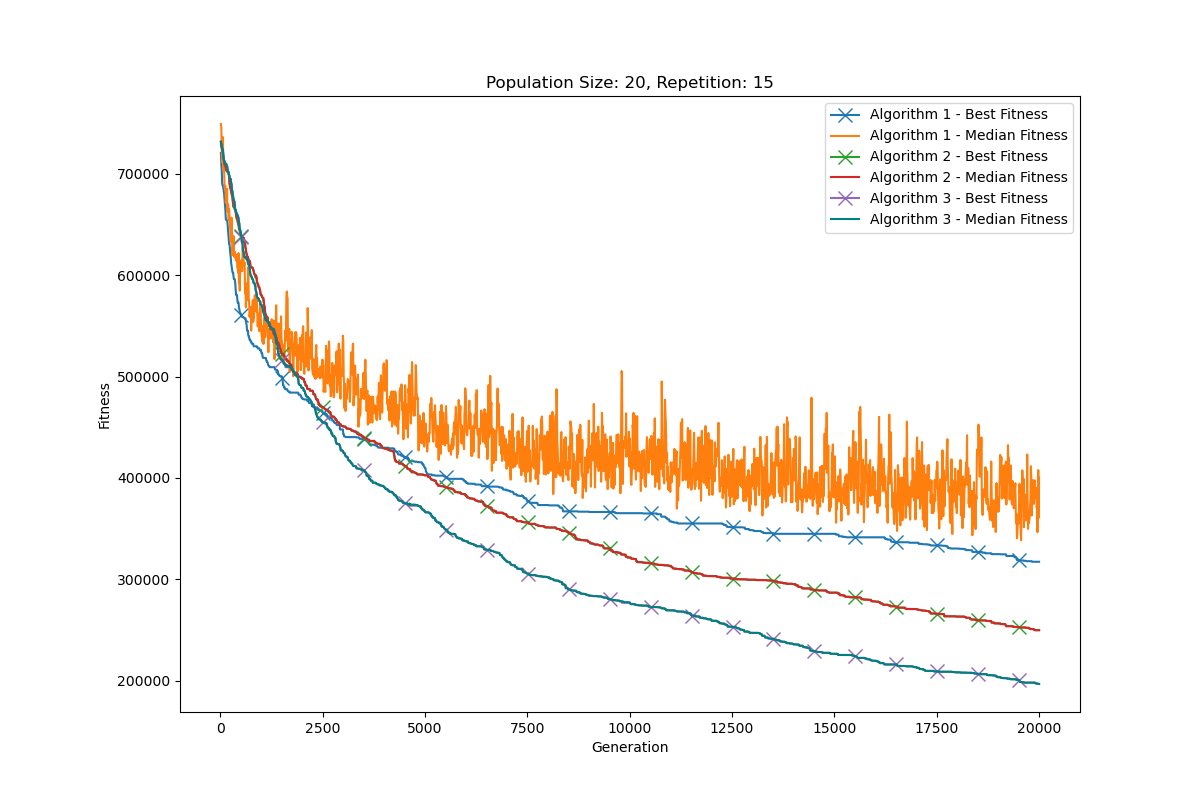 Population Size: 20, Repetition: 15
Algorithm 1 - Best Fitness
Algorithm 1 - Median Fitness
Algorithm 2 - Best Fitness
Algorithm 2 - Median Fitness
Algorithm 3 - Best Fitness
Algorithm 3 - Median Fitness
Fitness
700000
600000
500000
400000
300000
200000
0 2500 5000 7500 10000 12500 15000 17500 20000
Generation